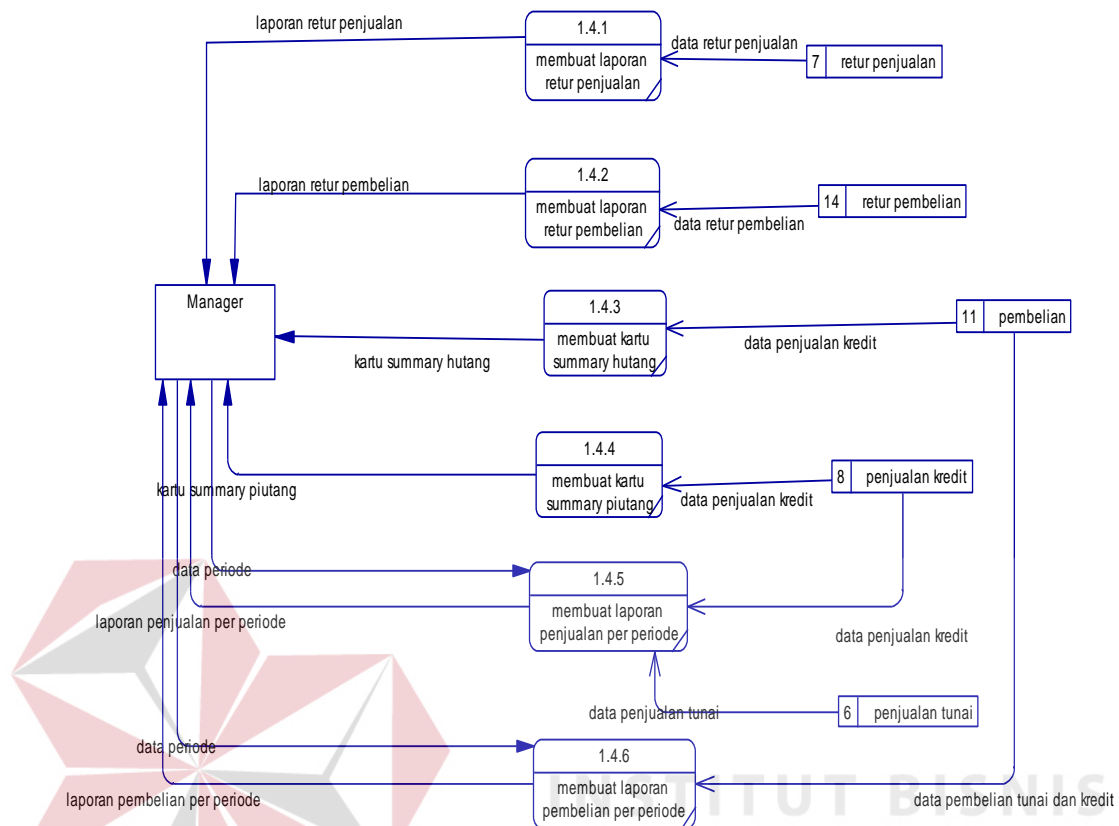 laporan retur penjualan
1.4.1
membuat laporan
retur penjualan
data retur penjualan
7 retur penjualan
laporan retur pembelian
1.4.2
membuat laporan
retur pembelian
data retur pembelian
14 retur pembelian
Manager
kartu summary hutang
1.4.3
membuat kartu
summary hutang
data penjualan kredit
11 pembelian
kartu summary piutang
1.4.4
membuat kartu
summary piutang
data penjualan kredit
8 penjualan kredit
data periode
laporan penjualan per periode
1.4.5
membuat laporan
penjualan per periode
data penjualan kredit
data penjualan tunai
6 penjualan tunai
data periode
laporan pembelian per periode
1.4.6
membuat laporan
pembelian per periode
data pembelian tunai dan kredit
INSTITUT BISNIS